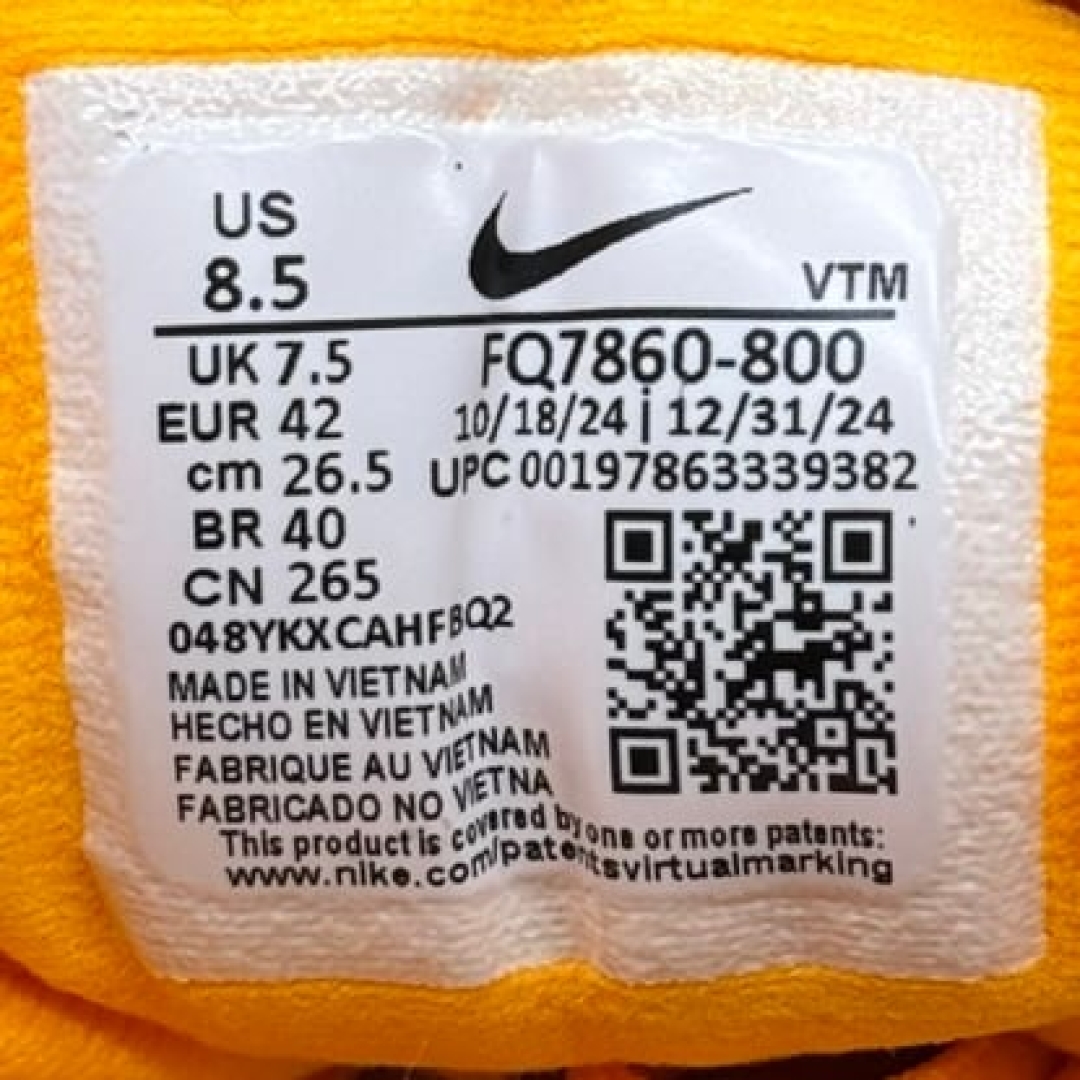 US
8.5
VTM
UK 7.5
FQ7860-800
EUR 42
10/18/24 | 12/31/24
cm 26.5
UPC 00197863339382
BR 40
CN 265
048YKXCAHFBQ2
MADE IN VIETNAM
HECHO EN VIETNAM
FABRIQUE AU VIETNAM
FABRICADO NO VIETNA
This product is covered by one or more patents:
www.nike.com/patentsvirtualmarking